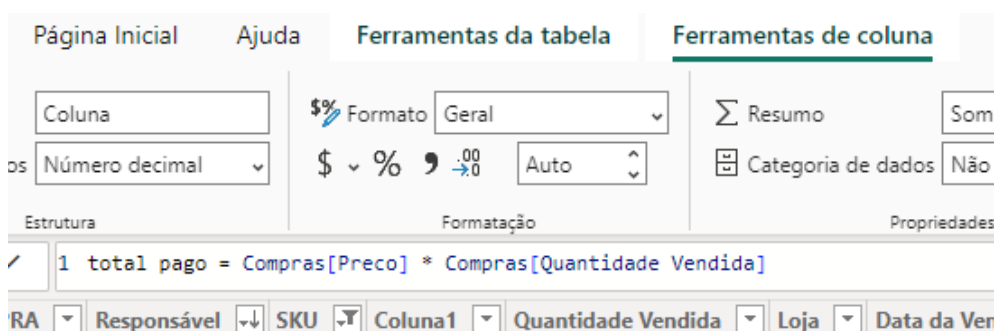 Página Inicial Ajuda Ferramentas da tabela Ferramentas de coluna
Coluna $% Formato Geral Σ Resumo Som
os Número decimal $ % , .00 →.0 Auto Categoria de dados Não
Estrutura Formatação Propriedades
1 total pago = Compras[Preco] * Compras[Quantidade Vendida]
RA Responsável SKU Coluna1 Quantidade Vendida Loja Data da Ven